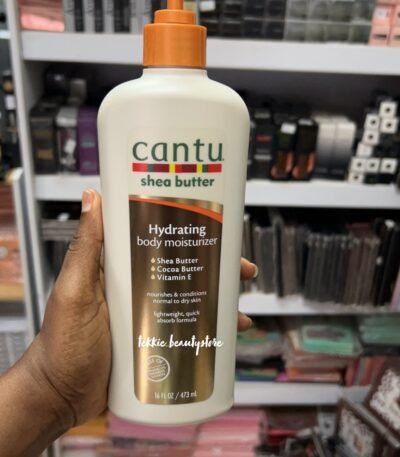 cantu
shea butter
Hydrating
body moisturizer
Shea Butter
Cocoa Butter
Vitamin E
nourishes & conditions
normal to dry skin
lightweight, quick
absorb formula
tekkie beautystore
16 FL OZ / 473 mL